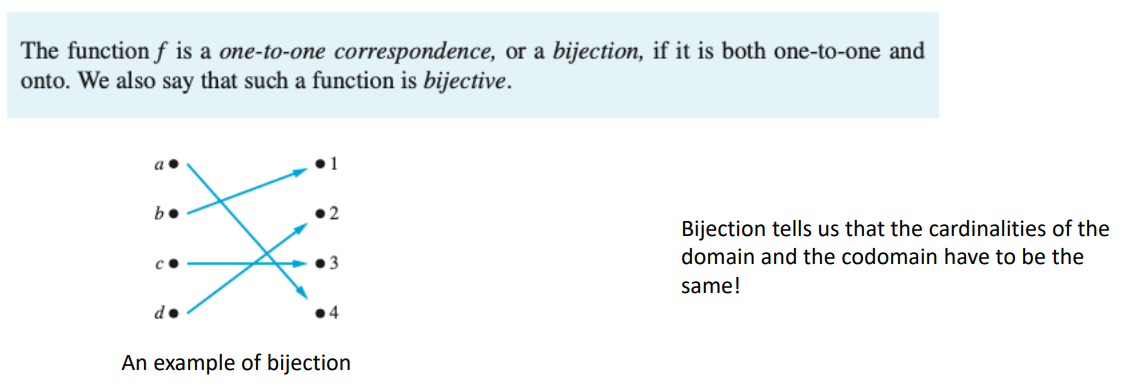 The function f is a one-to-one correspondence, or a bijection, if it is both one-to-one and
onto. We also say that such a function is bijective.
a
1
b
2
c
3
d
4
Bijection tells us that the cardinalities of the
domain and the codomain have to be the
same!
An example of bijection